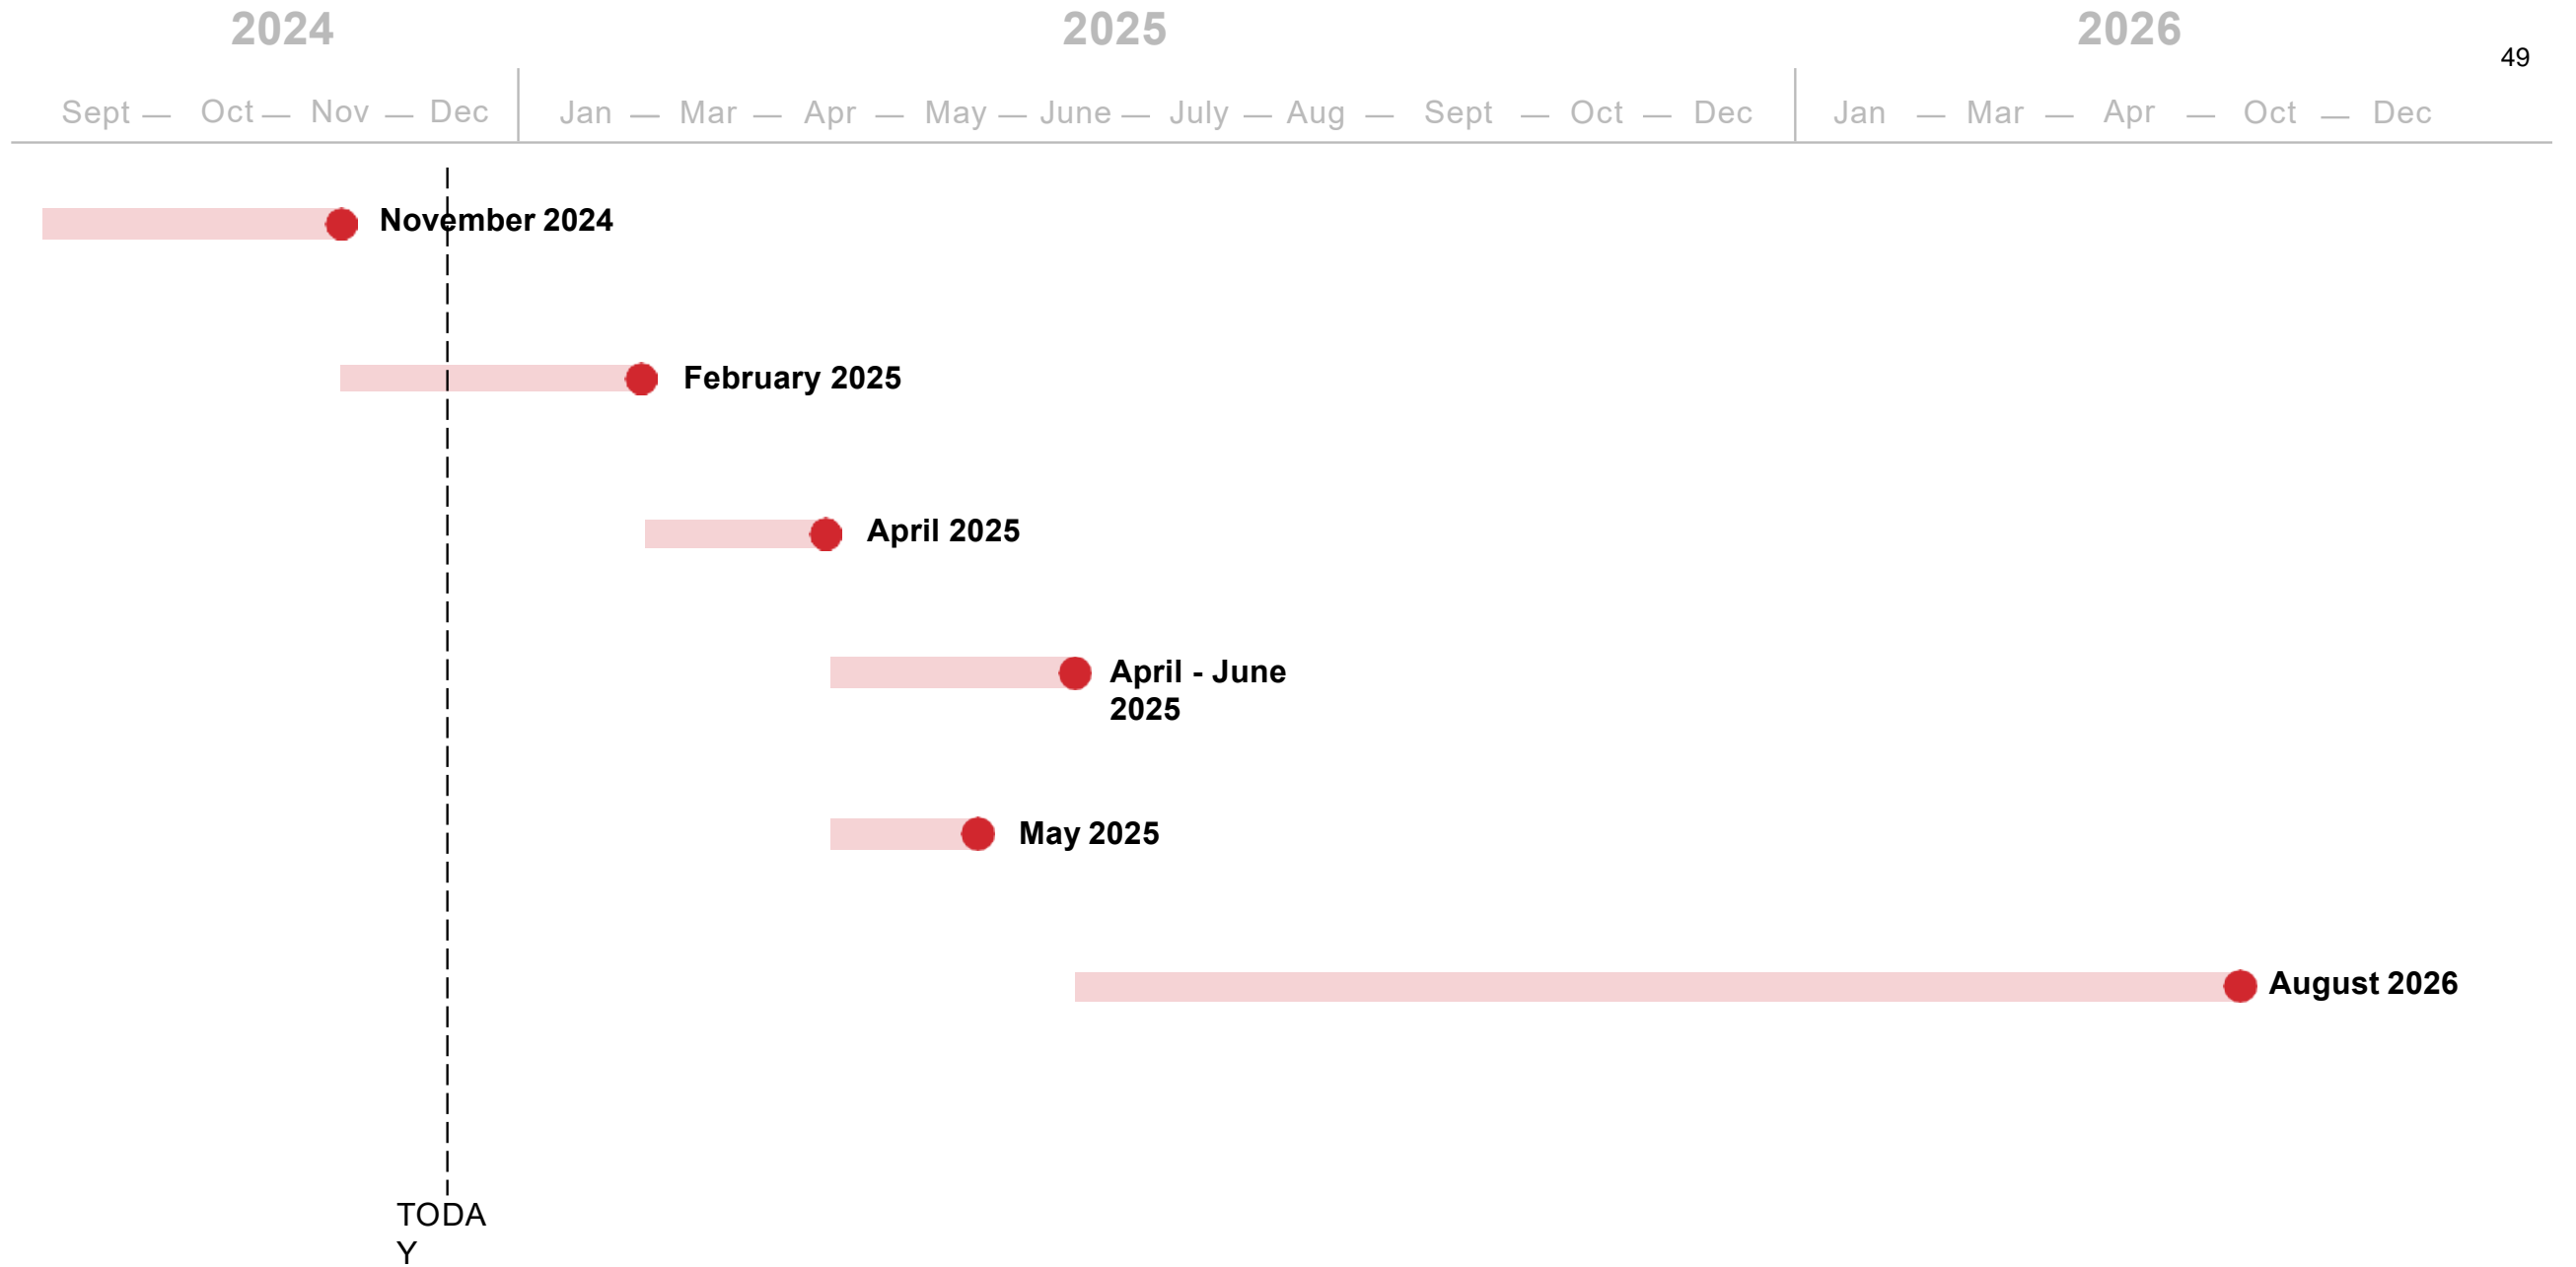 2024 2025 2026
49
Sept — Oct — Nov — Dec Jan — Mar — Apr — May — June — July — Aug — Sept — Oct — Dec Jan — Mar — Apr — Oct — Dec
November 2024
February 2025
April 2025
April - June
2025
May 2025
August 2026
TODA
Y